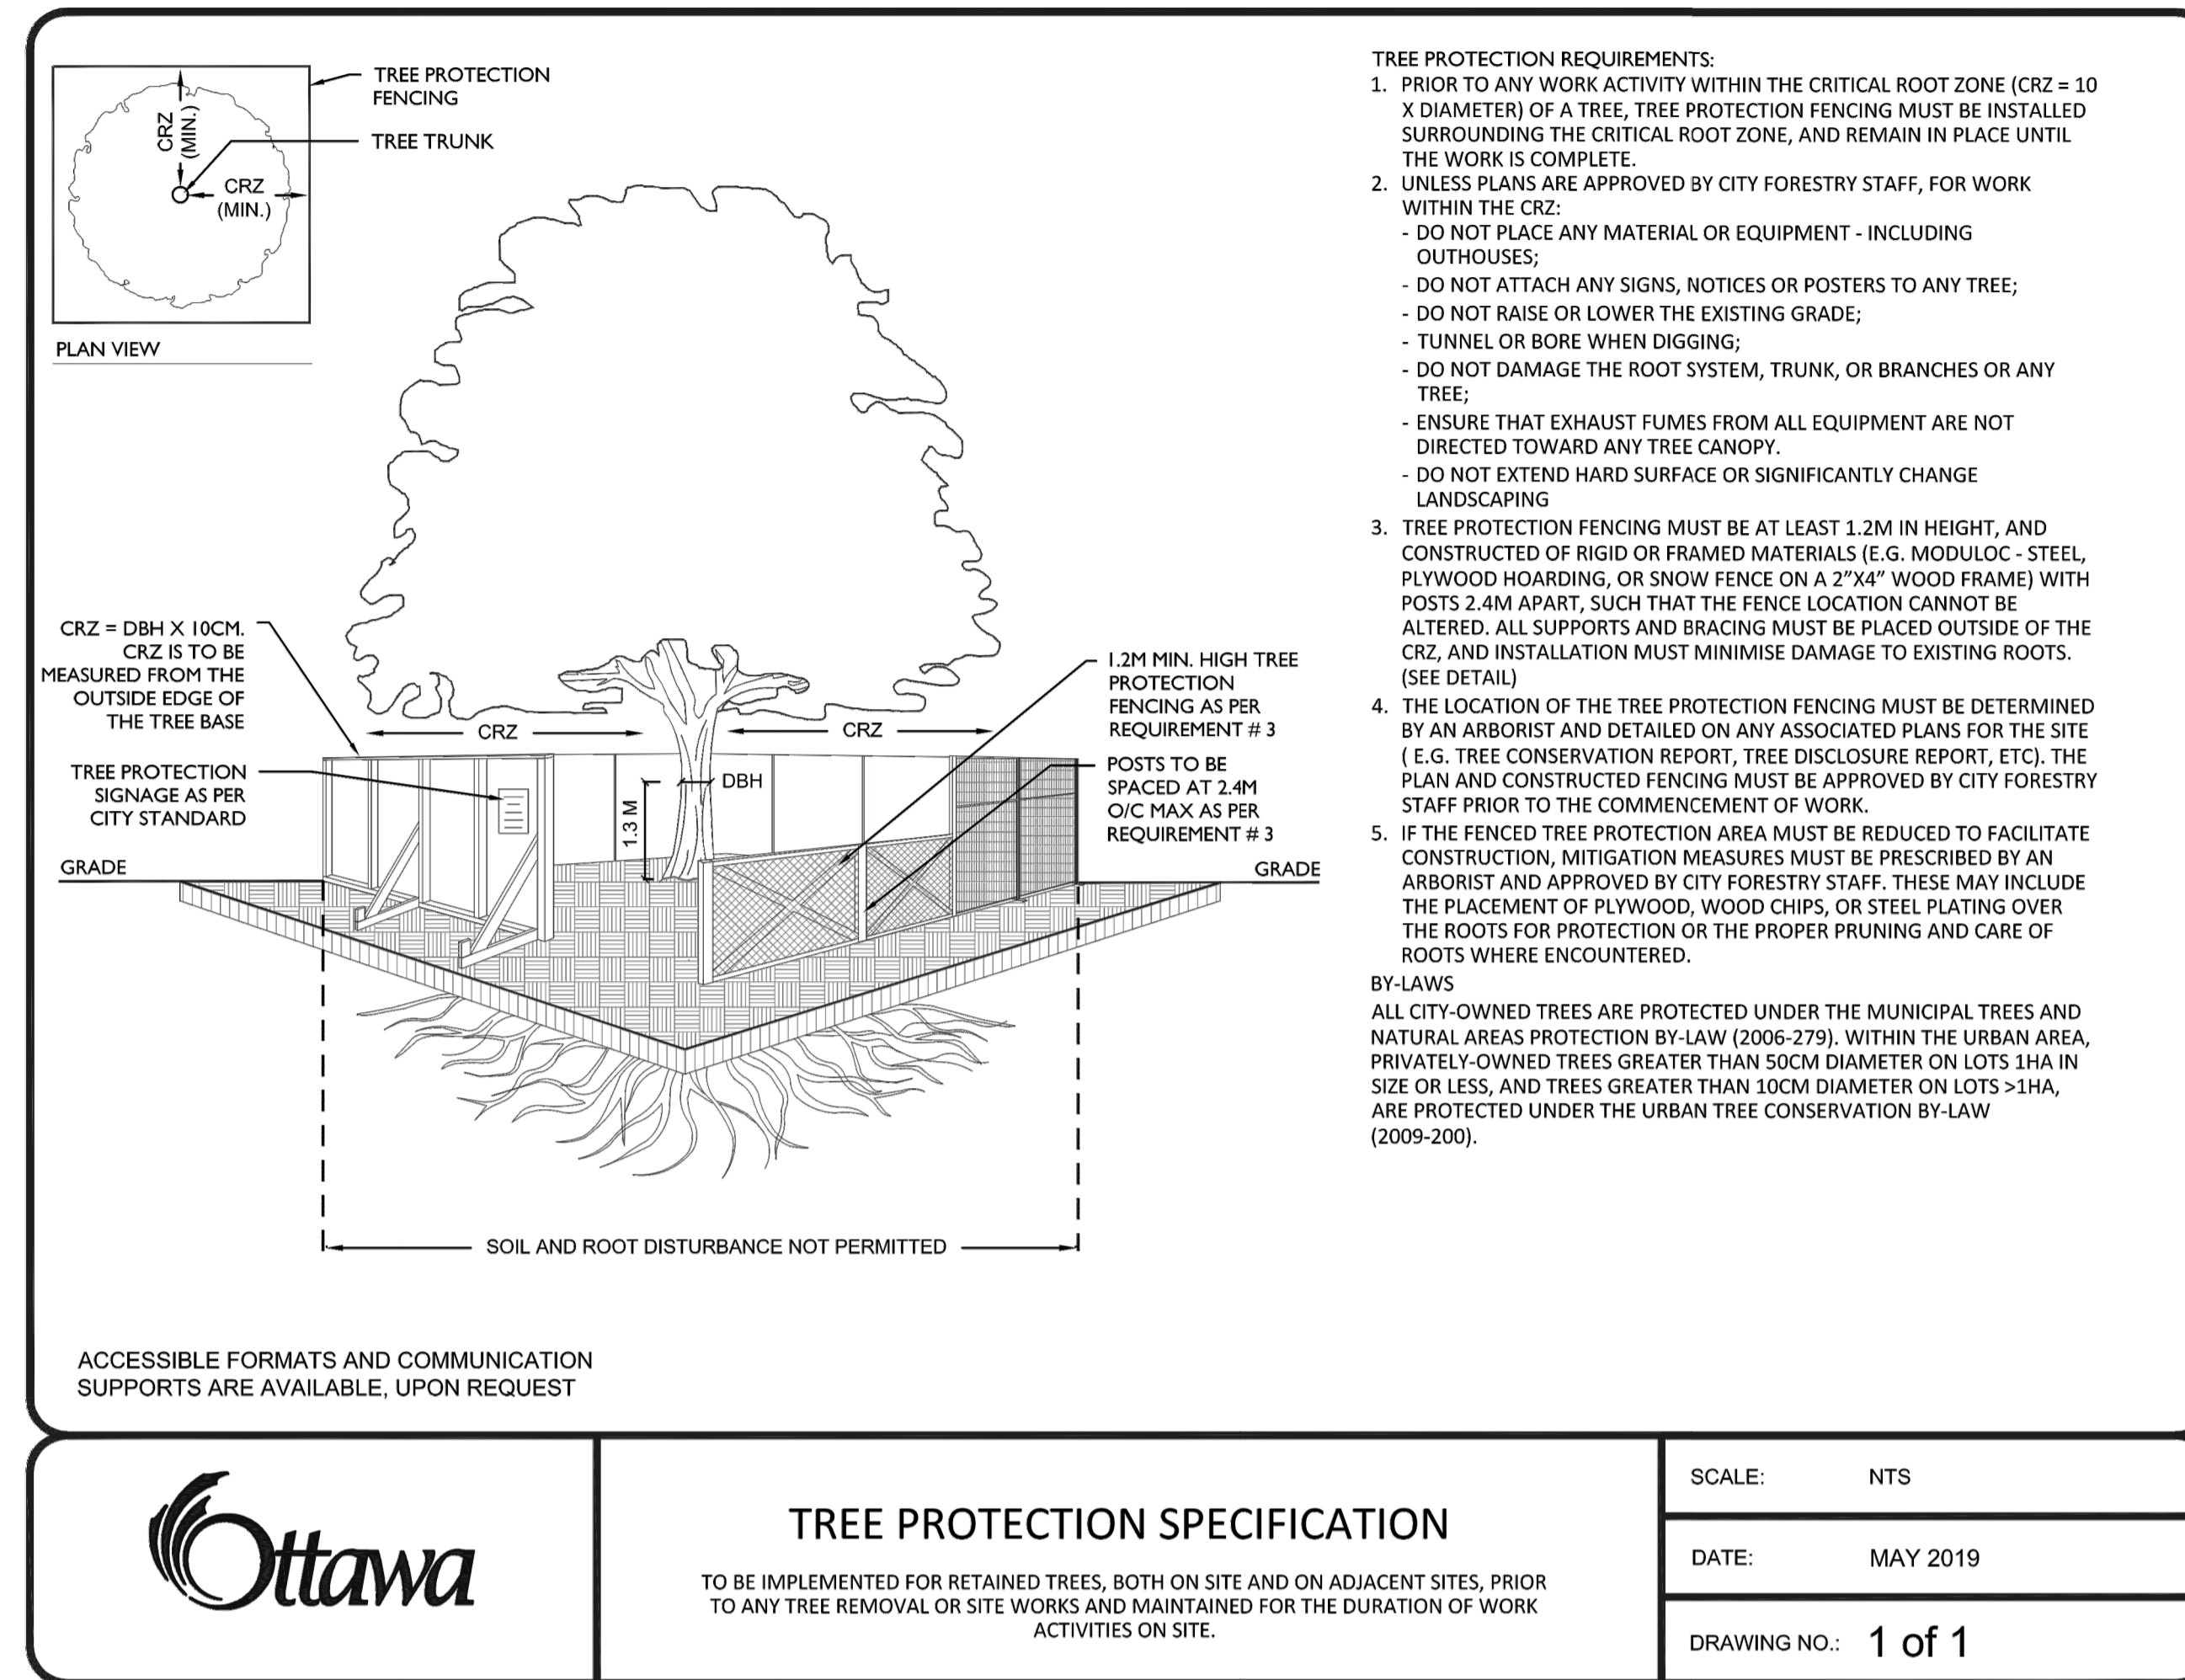 TREE PROTECTION
FENCING
TREE TRUNK
CRZ
(MIN.)
CRZ
(MIN.)
PLAN VIEW
CRZ = DBH X 10CM.
CRZ IS TO BE
MEASURED FROM THE
OUTSIDE EDGE OF
THE TREE BASE
TREE PROTECTION
SIGNAGE AS PER
CITY STANDARD
GRADE
CRZ
CRZ
DBH
1.3 M
1.2M MIN. HIGH TREE
PROTECTION
FENCING AS PER
REQUIREMENT # 3
POSTS TO BE
SPACED AT 2.4M
O/C MAX AS PER
REQUIREMENT # 3
GRADE
SOIL AND ROOT DISTURBANCE NOT PERMITTED
ACCESSIBLE FORMATS AND COMMUNICATION
SUPPORTS ARE AVAILABLE, UPON REQUEST
TREE PROTECTION REQUIREMENTS:
1. PRIOR TO ANY WORK ACTIVITY WITHIN THE CRITICAL ROOT ZONE (CRZ = 10
X DIAMETER) OF A TREE, TREE PROTECTION FENCING MUST BE INSTALLED
SURROUNDING THE CRITICAL ROOT ZONE, AND REMAIN IN PLACE UNTIL
THE WORK IS COMPLETE.
2. UNLESS PLANS ARE APPROVED BY CITY FORESTRY STAFF, FOR WORK
WITHIN THE CRZ:
- DO NOT PLACE ANY MATERIAL OR EQUIPMENT - INCLUDING
OUTHOUSES;
- DO NOT ATTACH ANY SIGNS, NOTICES OR POSTERS TO ANY TREE;
- DO NOT RAISE OR LOWER THE EXISTING GRADE;
- TUNNEL OR BORE WHEN DIGGING;
- DO NOT DAMAGE THE ROOT SYSTEM, TRUNK, OR BRANCHES OR ANY
TREE;
- ENSURE THAT EXHAUST FUMES FROM ALL EQUIPMENT ARE NOT
DIRECTED TOWARD ANY TREE CANOPY.
- DO NOT EXTEND HARD SURFACE OR SIGNIFICANTLY CHANGE
LANDSCAPING
3. TREE PROTECTION FENCING MUST BE AT LEAST 1.2M IN HEIGHT, AND
CONSTRUCTED OF RIGID OR FRAMED MATERIALS (E.G. MODULOC - STEEL,
PLYWOOD HOARDING, OR SNOW FENCE ON A 2”X4” WOOD FRAME) WITH
POSTS 2.4M APART, SUCH THAT THE FENCE LOCATION CANNOT BE
ALTERED. ALL SUPPORTS AND BRACING MUST BE PLACED OUTSIDE OF THE
CRZ, AND INSTALLATION MUST MINIMISE DAMAGE TO EXISTING ROOTS.
(SEE DETAIL)
4. THE LOCATION OF THE TREE PROTECTION FENCING MUST BE DETERMINED
BY AN ARBORIST AND DETAILED ON ANY ASSOCIATED PLANS FOR THE SITE
( E.G. TREE CONSERVATION REPORT, TREE DISCLOSURE REPORT, ETC). THE
PLAN AND CONSTRUCTED FENCING MUST BE APPROVED BY CITY FORESTRY
STAFF PRIOR TO THE COMMENCEMENT OF WORK.
5. IF THE FENCED TREE PROTECTION AREA MUST BE REDUCED TO FACILITATE
CONSTRUCTION, MITIGATION MEASURES MUST BE PRESCRIBED BY AN
ARBORIST AND APPROVED BY CITY FORESTRY STAFF. THESE MAY INCLUDE
THE PLACEMENT OF PLYWOOD, WOOD CHIPS, OR STEEL PLATING OVER
THE ROOTS FOR PROTECTION OR THE PROPER PRUNING AND CARE OF
ROOTS WHERE ENCOUNTERED.
BY-LAWS
ALL CITY-OWNED TREES ARE PROTECTED UNDER THE MUNICIPAL TREES AND
NATURAL AREAS PROTECTION BY-LAW (2006-279). WITHIN THE URBAN AREA,
PRIVATELY-OWNED TREES GREATER THAN 50CM DIAMETER ON LOTS 1HA IN
SIZE OR LESS, AND TREES GREATER THAN 10CM DIAMETER ON LOTS >1HA,
ARE PROTECTED UNDER THE URBAN TREE CONSERVATION BY-LAW
(2009-200).
Ottawa
TREE PROTECTION SPECIFICATION
TO BE IMPLEMENTED FOR RETAINED TREES, BOTH ON SITE AND ON ADJACENT SITES, PRIOR
TO ANY TREE REMOVAL OR SITE WORKS AND MAINTAINED FOR THE DURATION OF WORK
ACTIVITIES ON SITE.
SCALE: NTS
DATE: MAY 2019
DRAWING NO.: 1 of 1